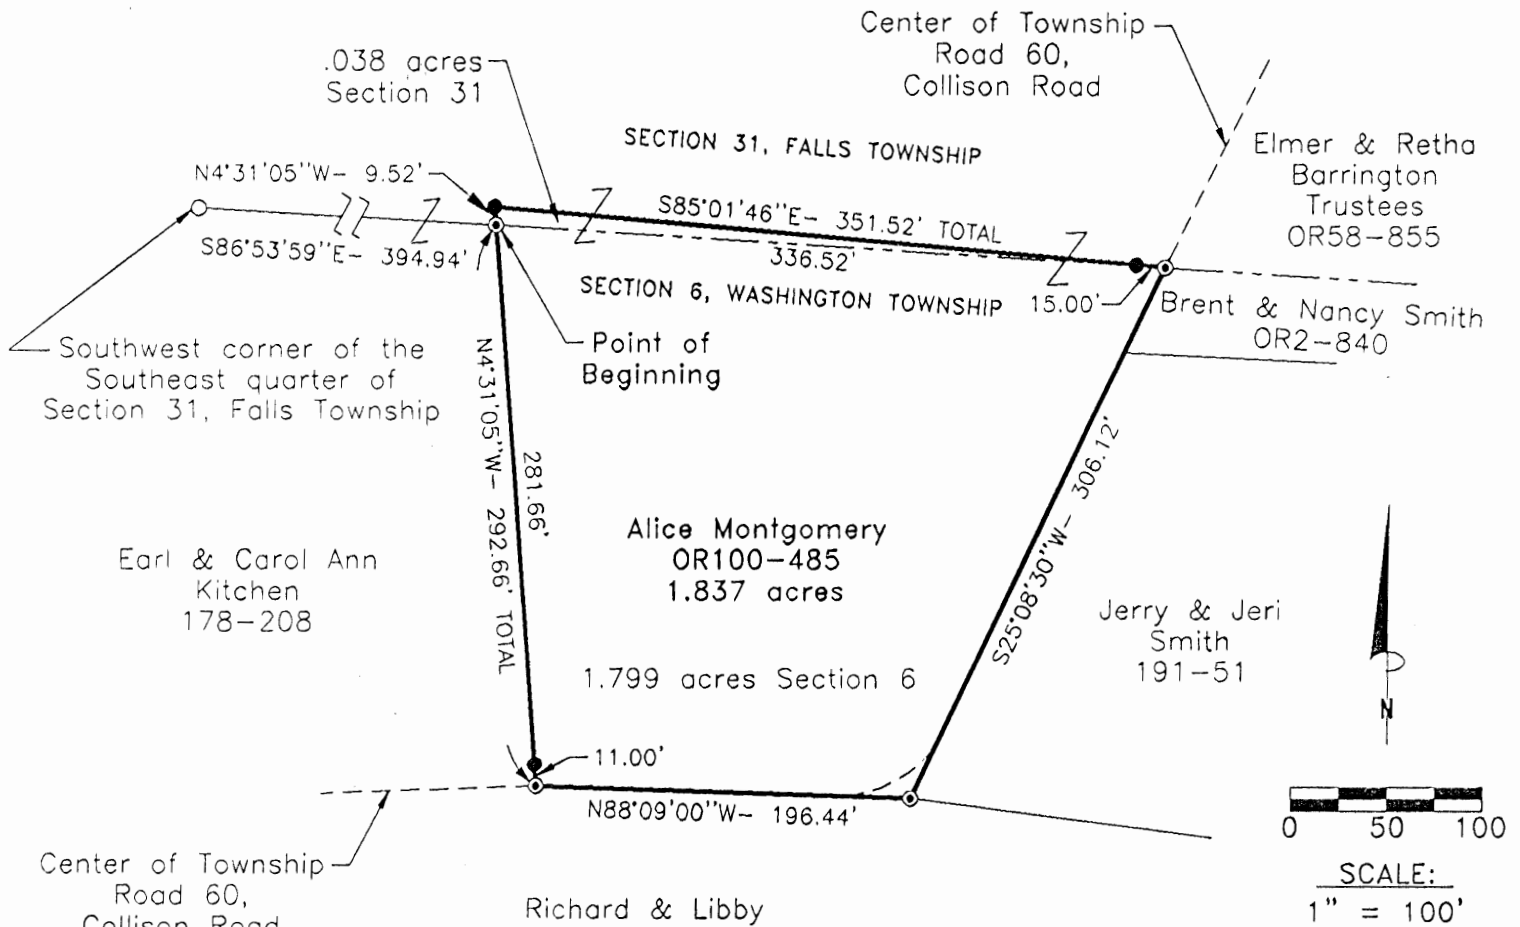 Center of Township
Road 60,
Collison Road
.038 acres
Section 31
SECTION 31, FALLS TOWNSHIP
Elmer & Retha
Barrington
Trustees
OR58-855
N4°31'05"W- 9.52'
S85°01'46"E- 351.52' TOTAL
S86°53'59"E- 394.94'
336.52'
SECTION 6, WASHINGTON TOWNSHIP
15.00'
Brent & Nancy Smith
OR2-840
Southwest corner of the
Southeast quarter of
Section 31, Falls Township
Point of
Beginning
N4°31'05"W- 292.66' TOTAL
281.66'
S25°08'30"W- 306.12'
Alice Montgomery
OR100-485
1.837 acres
Earl & Carol Ann
Kitchen
178-208
Jerry & Jeri
Smith
191-51
1.799 acres Section 6
N
11.00'
N88°09'00"W- 196.44'
0 50 100
SCALE:
1" = 100'
Center of Township
Road 60,
Collison Road
Richard & Libby